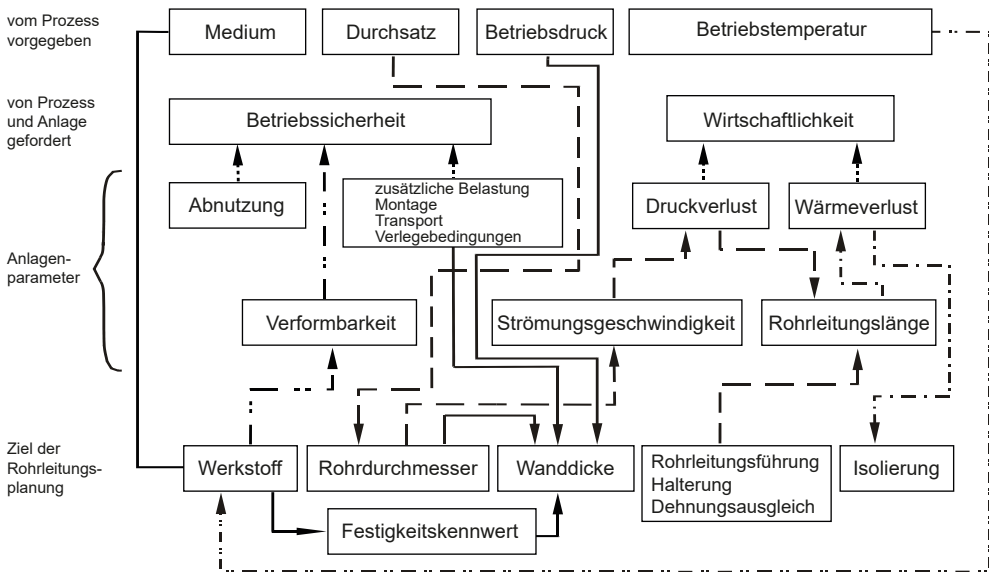 vom Prozess
vorgegeben
Medium
Durchsatz
Betriebsdruck
Betriebstemperatur
von Prozess
und Anlage
gefordert
Betriebssicherheit
Wirtschaftlichkeit
Anlagen-
parameter
Abnutzung
zusätzliche Belastung
Montage
Transport
Verlegebedingungen
Druckverlust
Wärmeverlust
Verformbarkeit
Strömungsgeschwindigkeit
Rohrleitungslänge
Ziel der
Rohrleitungs-
planung
Werkstoff
Rohrdurchmesser
Wanddicke
Rohrleitungsführung
Halterung
Dehnungsausgleich
Isolierung
Festigkeitskennwert